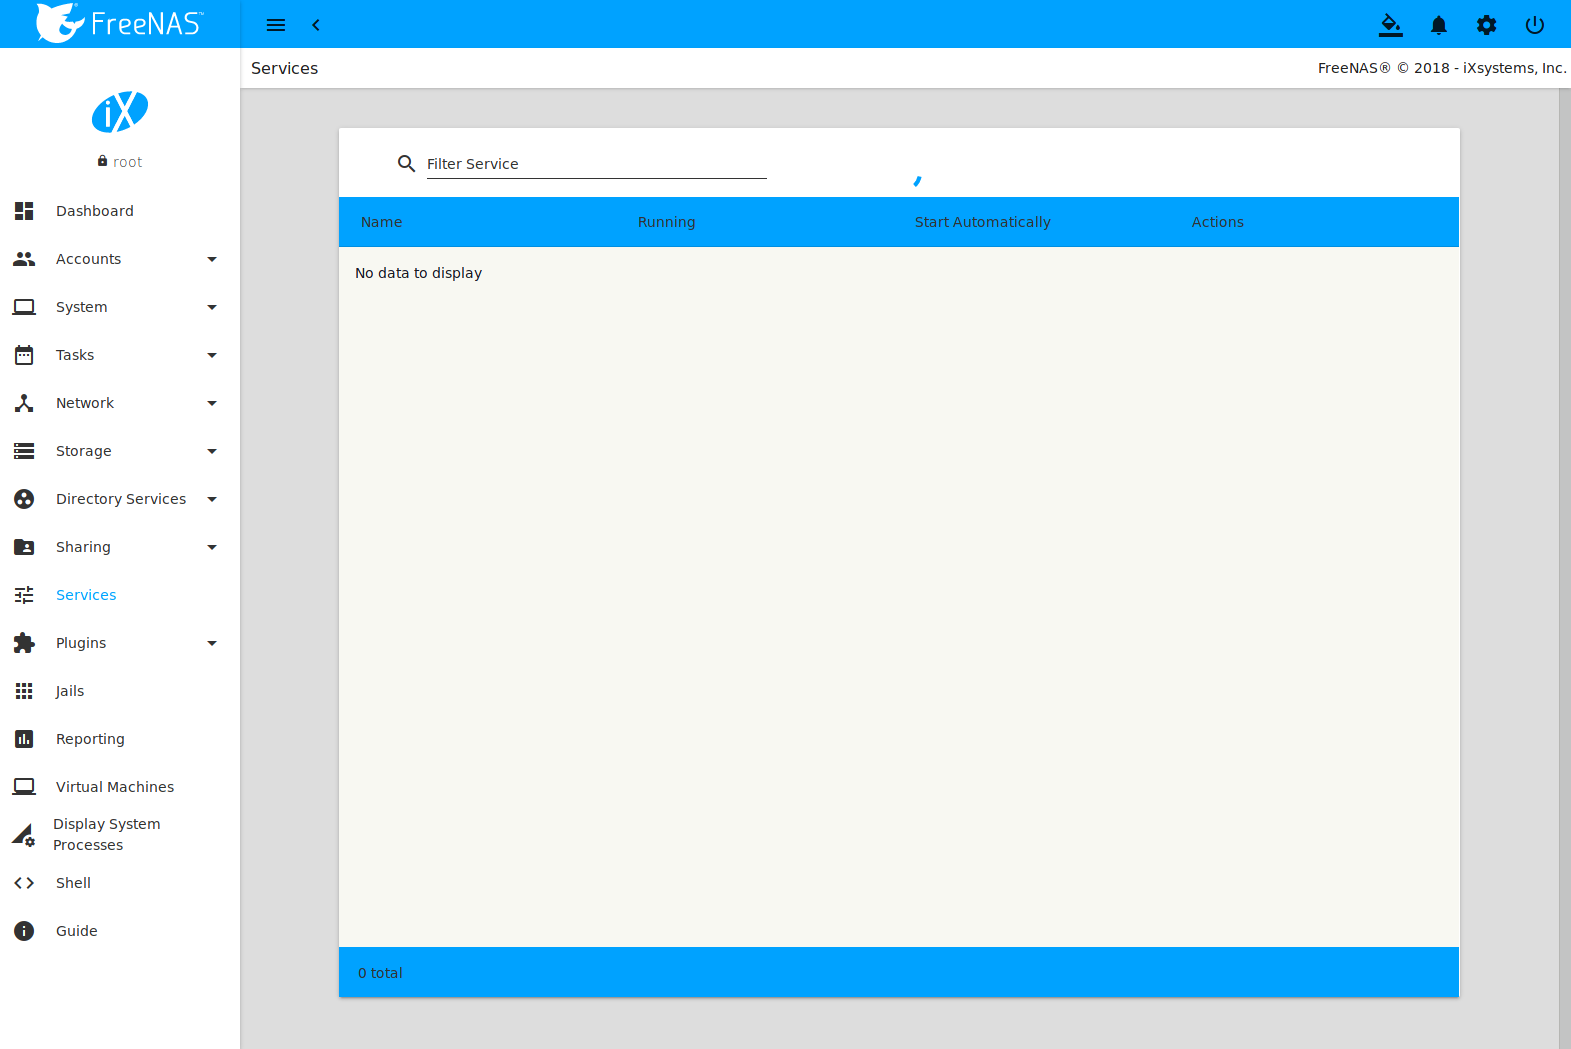 FreeNAS™
Services
FreeNAS® © 2018 - iXsystems, Inc.
iX
root
Dashboard
Accounts
System
Tasks
Network
Storage
Directory Services
Sharing
Services
Plugins
Jails
Reporting
Virtual Machines
Display System
Processes
Shell
Guide
Filter Service
Name Running Start Automatically Actions
No data to display
0 total